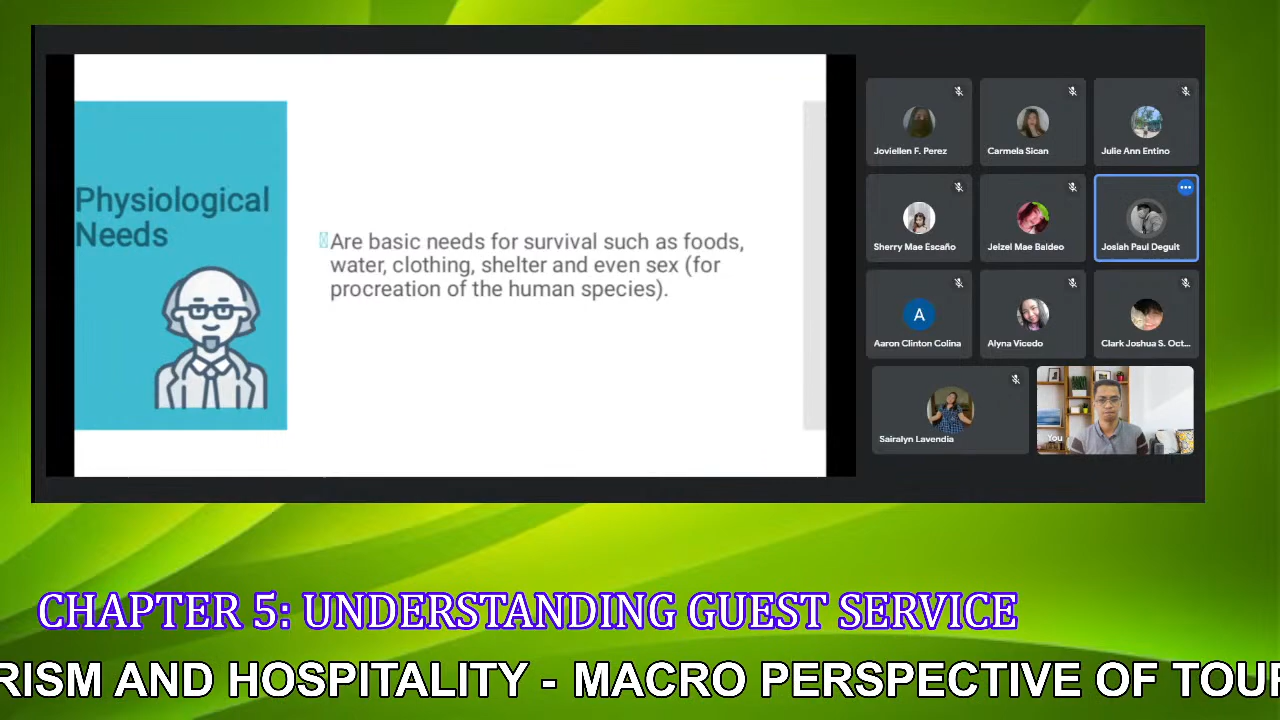 Physiological
Needs
Are basic needs for survival such as foods,
water, clothing, shelter and even sex (for
procreation of the human species).
Joviellen F. Perez
Carmela Sican
Julie Ann Entino
Sherry Mae Escaño
Jeizel Mae Baldeo
Josiah Paul Degult
A
Aaron Clinton Colina
Alyna Vicedo
Clark Joshua S. Oct...
Sairalyn Lavendia
You
CHAPTER 5: UNDERSTANDING GUEST SERVICE
RISM AND HOSPITALITY - MACRO PERSPECTIVE OF TOUR